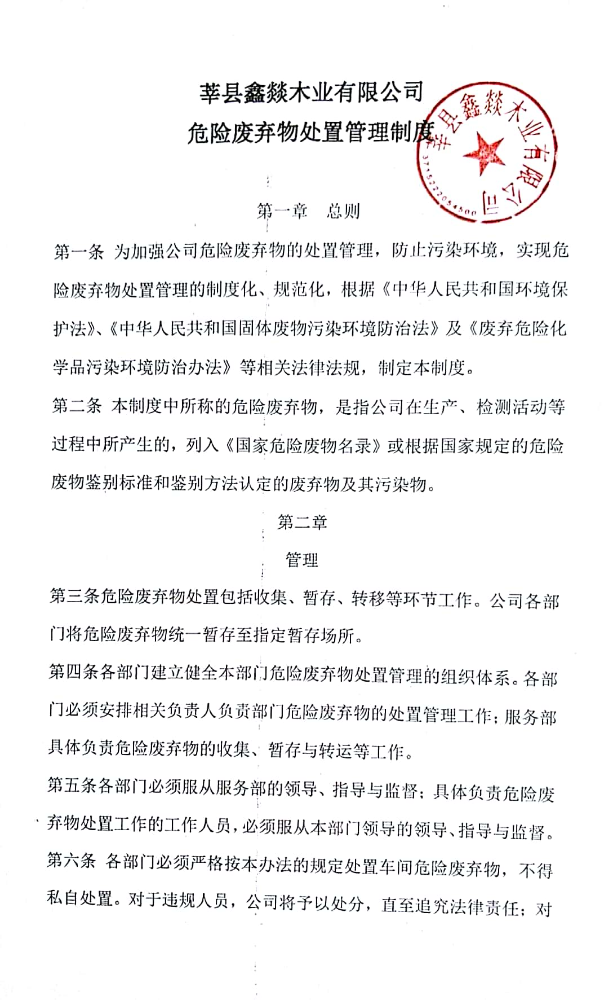 莘县鑫燚木业有限公司
危险废弃物处置管理制度
莘县鑫燚木业有限公司
3715222054500
第一章 总则
第一条 为加强公司危险废弃物的处置管理，防止污染环境，实现危
险废弃物处置管理的制度化、规范化，根据《中华人民共和国环境保
护法》、《中华人民共和国固体废物污染环境防治法》及《废弃危险化
学品污染环境防治办法》等相关法律法规，制定本制度。
第二条 本制度中所称的危险废弃物，是指公司在生产、检测活动等
过程中所产生的，列入《国家危险废物名录》或根据国家规定的危险
废物鉴别标准和鉴别方法认定的废弃物及其污染物。
第二章
管理
第三条危险废弃物处置包括收集、暂存、转移等环节工作。公司各部
门将危险废弃物统一暂存至指定暂存场所。
第四条各部门建立健全本部门危险废弃物处置管理的组织体系。各部
门必须安排相关负责人负责部门危险废弃物的处置管理工作；服务部
具体负责危险废弃物的收集、暂存与转运等工作。
第五条各部门必须服从服务部的领导、指导与监督；具体负责危险废
弃物处置工作的工作人员，必须服从本部门领导的领导、指导与监督。
第六条 各部门必须严格按本办法的规定处置车间危险废弃物，不得
私自处置。对于违规人员，公司将予以处分，直至追究法律责任；对